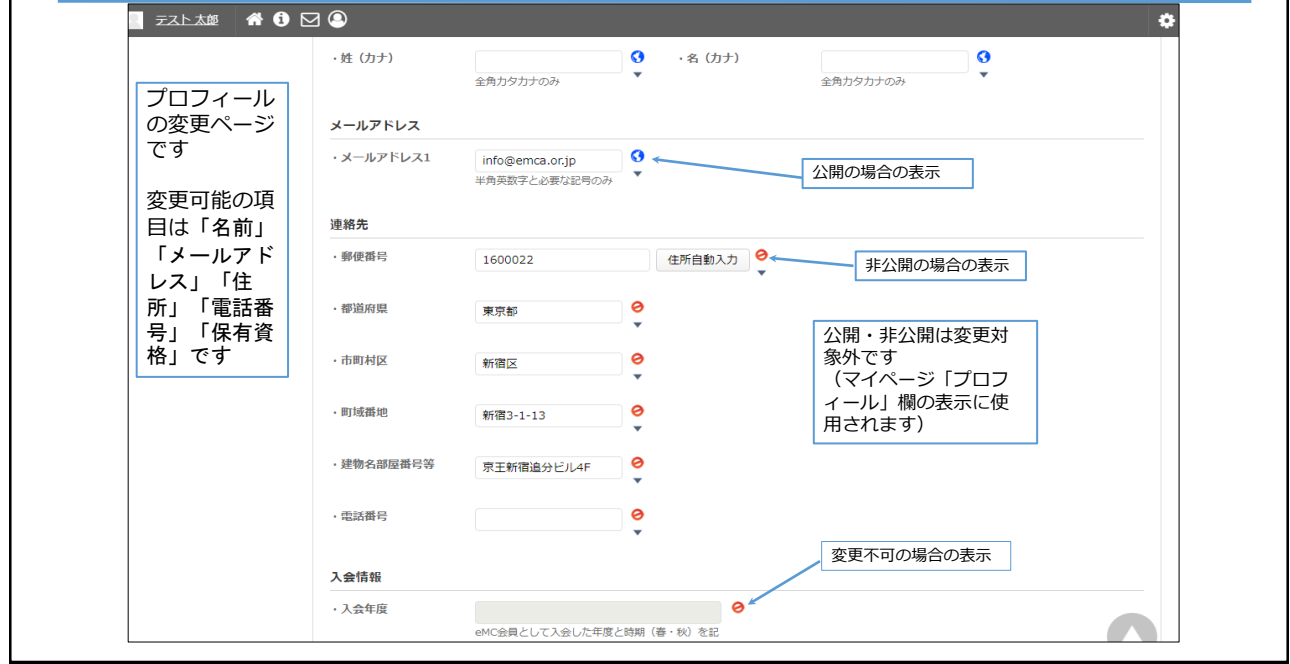 テスト 太郎
・姓（カナ）
全角カタカナのみ
・名（カナ）
全角カタカナのみ
プロフィール
の変更ページ
です
変更可能の項
目は「名前」
「メールアド
レス」「住
所」「電話番
号」「保有資
格」です
メールアドレス
・メールアドレス1
info@emca.or.jp
半角英数字と必要な記号のみ
公開の場合の表示
連絡先
・郵便番号
1600022
住所自動入力
非公開の場合の表示
・都道府県
東京都
・市町村区
新宿区
・町域番地
新宿3-1-13
・建物名部屋番号等
京王新宿追分ビル4F
・電話番号
公開・非公開は変更対
象外です
（マイページ「プロフ
ィール」欄の表示に使
用されます）
変更不可の場合の表示
入会情報
・入会年度
eMC会員として入会した年度と時期（春・秋）を記